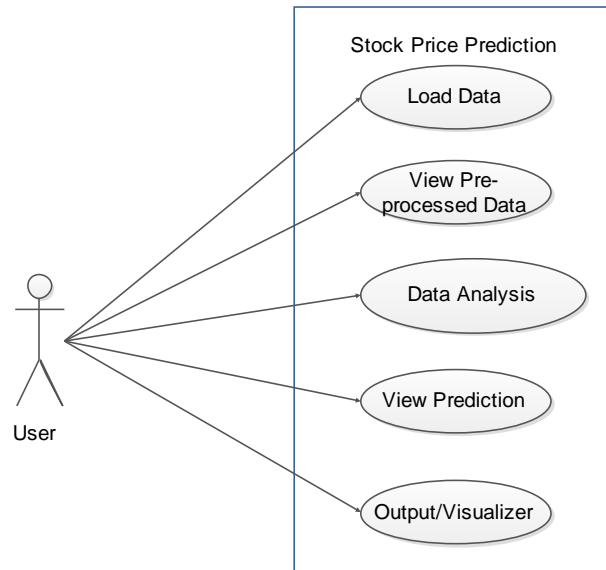 Stock Price Prediction
Load Data
View Pre-
processed Data
Data Analysis
View Prediction
User
Output/Visualizer